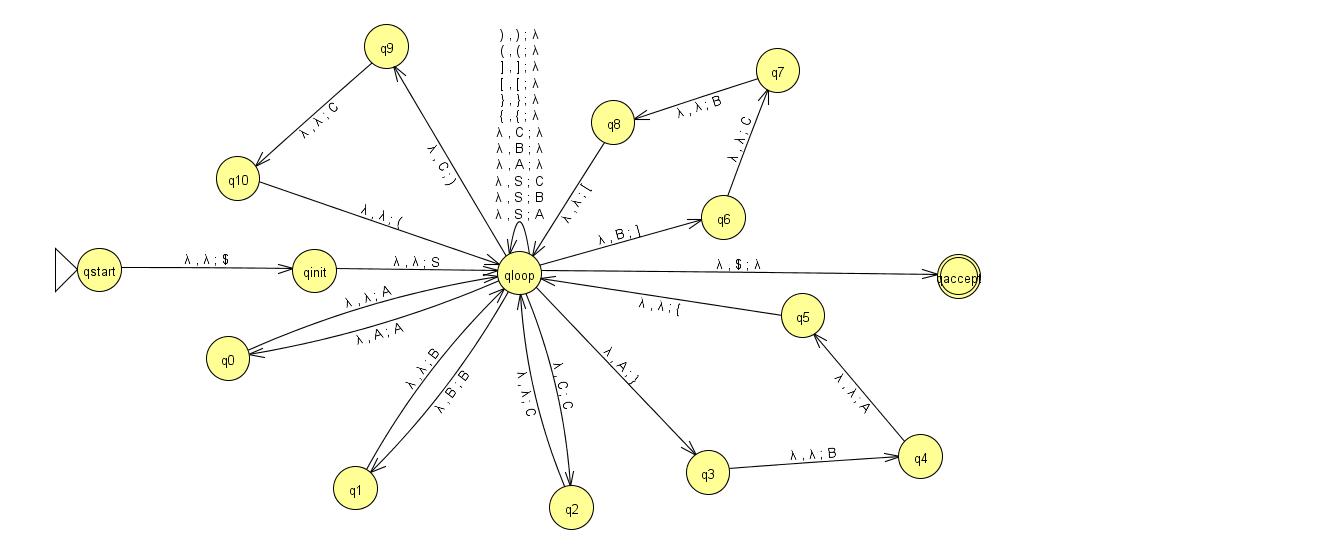 q9
) , ) ; λ
( , ( ; λ
] , ] ; λ
[ , [ ; λ
} , } ; λ
{ , { ; λ
λ , C ; λ
λ , B ; λ
λ , A ; λ
λ , S ; C
λ , S ; B
λ , S ; A
q7
q8
λ , λ ; B
λ , λ ; C
λ , C ; )
λ , λ ; C
q10
λ , λ ; (
λ , λ ; [
λ , B ; ]
q6
qstart
λ , λ ; $
qinit
λ , λ ; S
qloop
λ , $ ; λ
qaccept
λ , λ ; A
λ , A ; A
q0
λ , λ ; {
q5
λ , λ ; B
λ , B ; B
λ , λ ; C
λ , C ; C
λ , A ; }
λ , λ ; A
q1
q2
q3
λ , λ ; B
q4